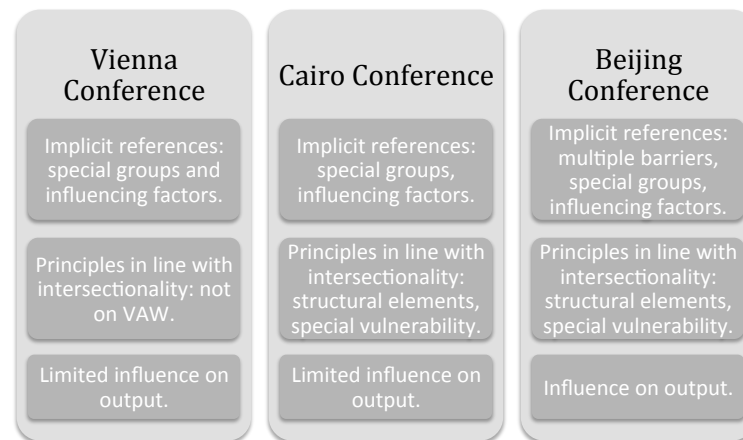 Vienna
Conference
Implicit references:
special groups and
influencing factors.
Principles in line with
intersectionality: not
on VAW.
Limited influence on
output.
Cairo Conference
Implicit references:
special groups,
influencing factors.
Principles in line with
intersectionality:
structural elements,
special vulnerability.
Limited influence on
output.
Beijing
Conference
Implicit references:
multiple barriers,
special groups,
influencing factors.
Principles in line with
intersectionality:
structural elements,
special vulnerability.
Influence on output.